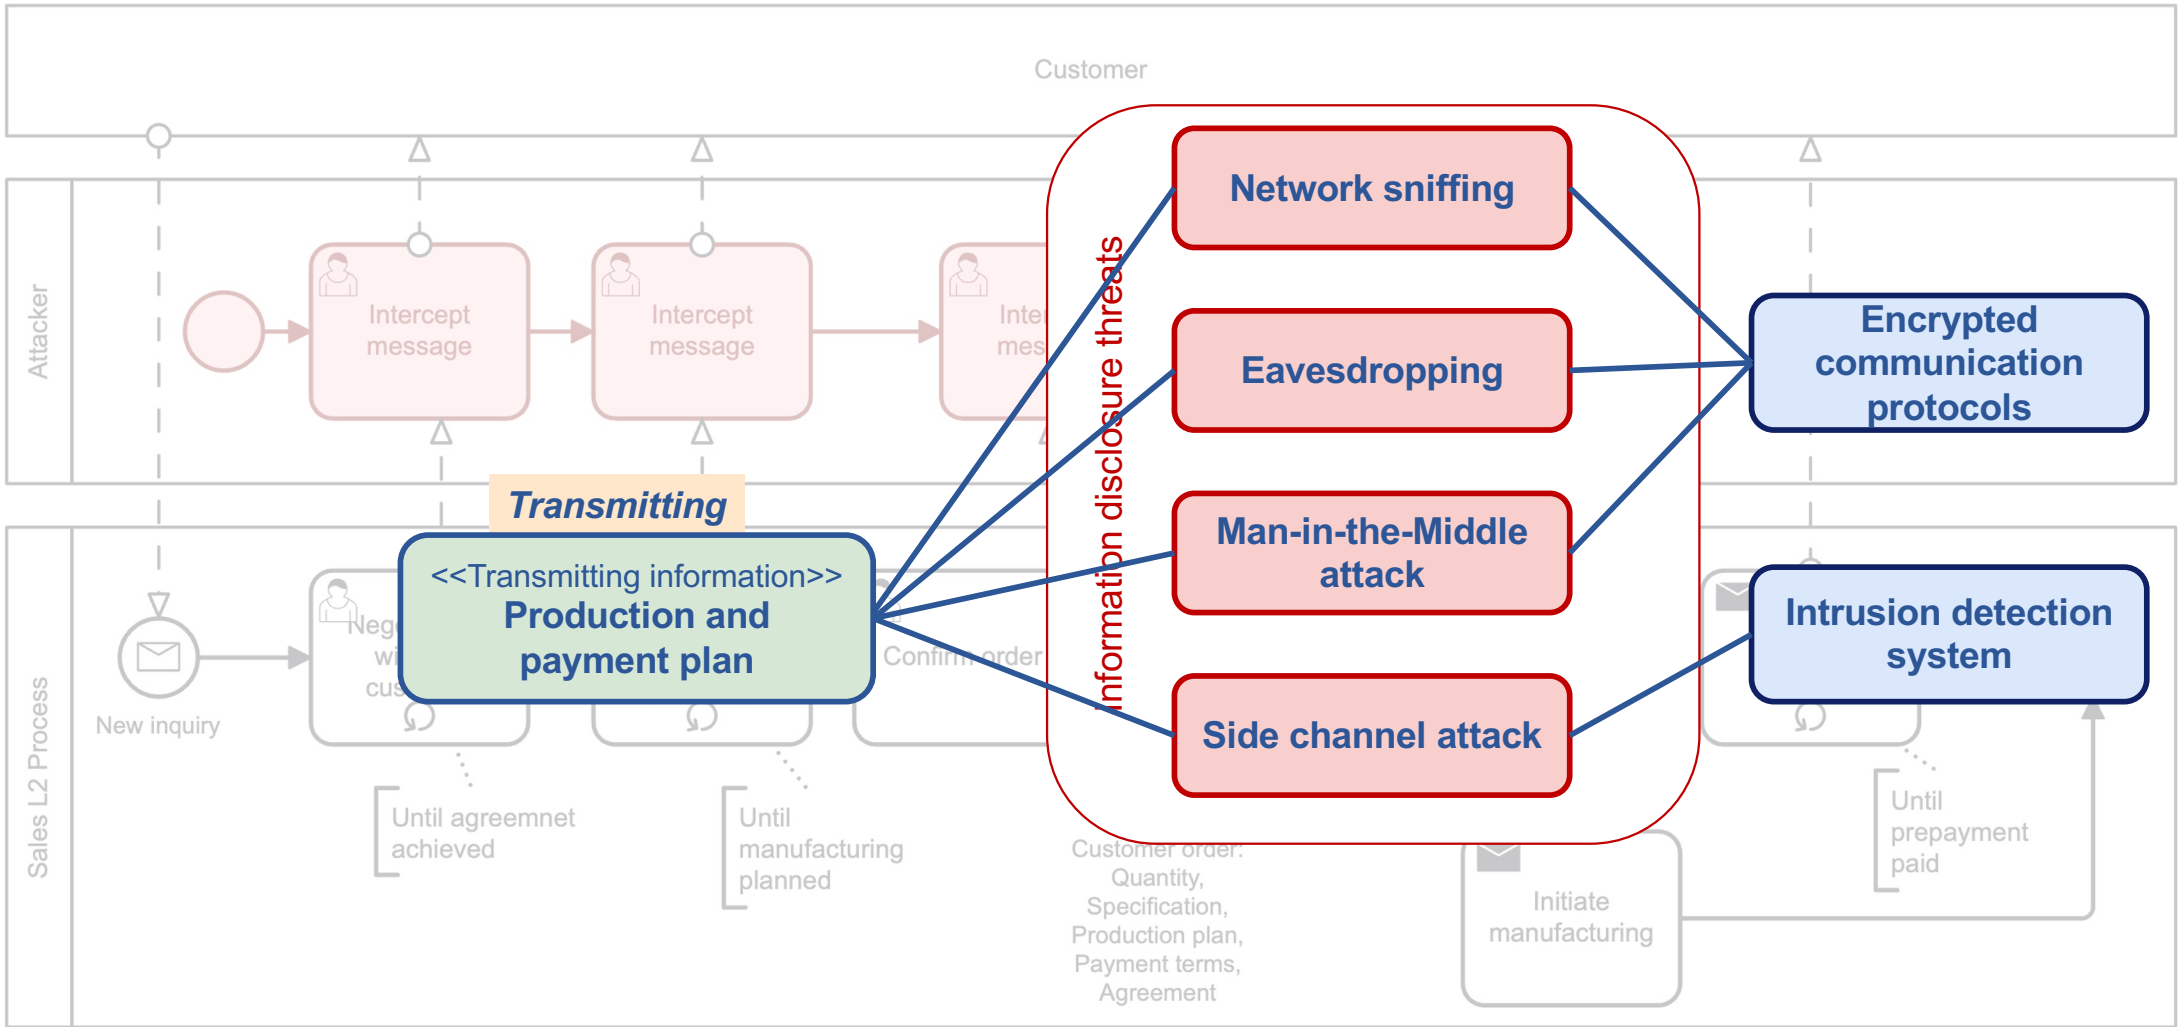 Customer
Attacker
Intercept
message
Intercept
message
Transmitting
<<Transmitting information>>
Production and
payment plan
Information disclosure threats
Network sniffing
Eavesdropping
Man-in-the-Middle
attack
Side channel attack
Encrypted
communication
protocols
Intrusion detection
system
Sales L2 Process
New inquiry
Confirm order
Until agreemnet
achieved
Until
manufacturing
planned
Customer order:
Quantity,
Specification,
Production plan,
Payment terms,
Agreement
Initiate
manufacturing
Until
prepayment
paid